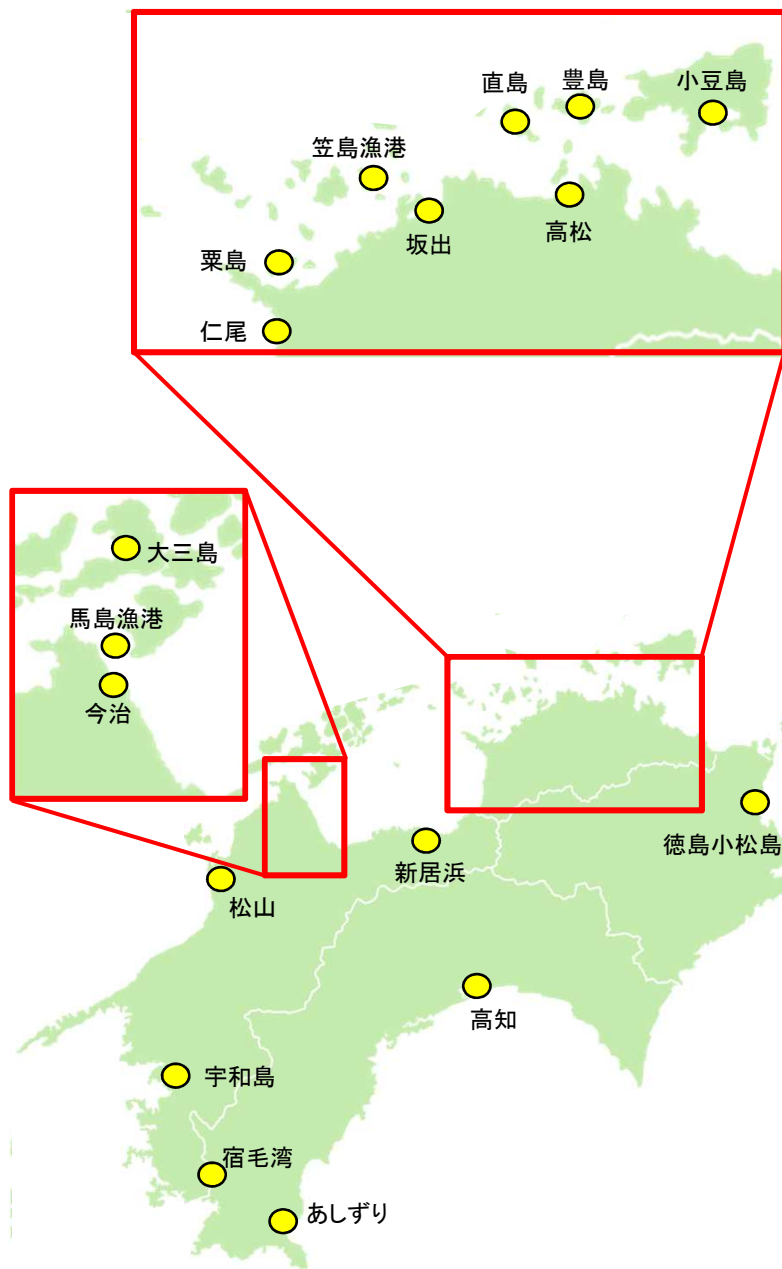 直島
豊島
小豆島
笠島漁港
坂出
高松
粟島
仁尾
大三島
馬島漁港
今治
徳島小松島
新居浜
松山
高知
宇和島
宿毛湾
あしずり